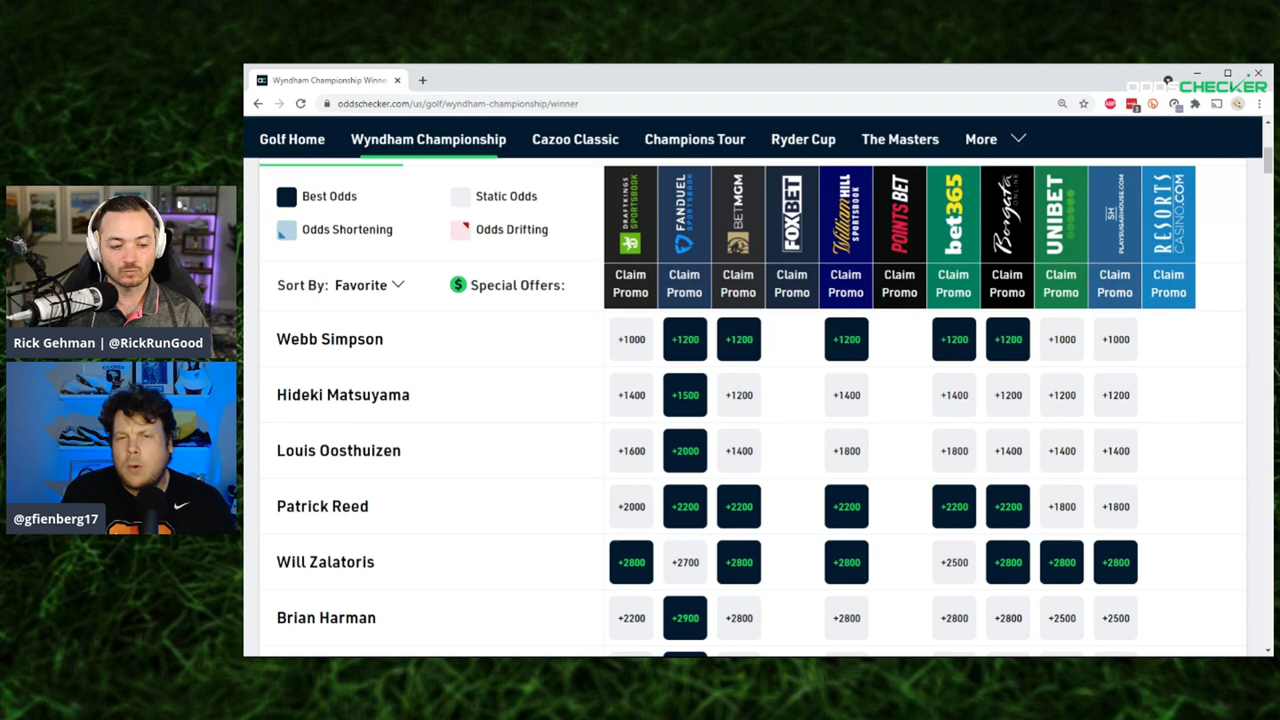 Wyndham Championship Winne
ODDSCHECKER
oddschecker.com/us/golf/wyndham-championship/winner
Golf Home Wyndham Championship Cazoo Classic Champions Tour Ryder Cup The Masters More
Best Odds Static Odds
Odds Shortening Odds Drifting
DRAFTKINGS SPORTSBOOK
FANDUEL SPORTSBOOK
BETMGM
FOXBET
William HILL SPORTSBOOK
POINTSBET
bet365
Borgata ONLINE
UNIBET
SH PLAYSUGARHOUSE.COM
RESORTS CASINO.COM
Sort By: Favorite $ Special Offers:
Claim Promo Claim Promo Claim Promo Claim Promo Claim Promo Claim Promo Claim Promo Claim Promo Claim Promo Claim Promo Claim Promo
Webb Simpson +1000 +1200 +1200 +1200 +1200 +1200 +1000 +1000
Hideki Matsuyama +1400 +1500 +1200 +1400 +1400 +1200 +1200 +1200
Louis Oosthuizen +1600 +2000 +1400 +1800 +1800 +1400 +1400 +1400
Patrick Reed +2000 +2200 +2200 +2200 +2200 +2200 +1800 +1800
Will Zalatoris +2800 +2700 +2800 +2800 +2500 +2800 +2800 +2800
Brian Harman +2200 +2900 +2800 +2800 +2800 +2800 +2500 +2500
Rick Gehman | @RickRunGood
@gfienberg17